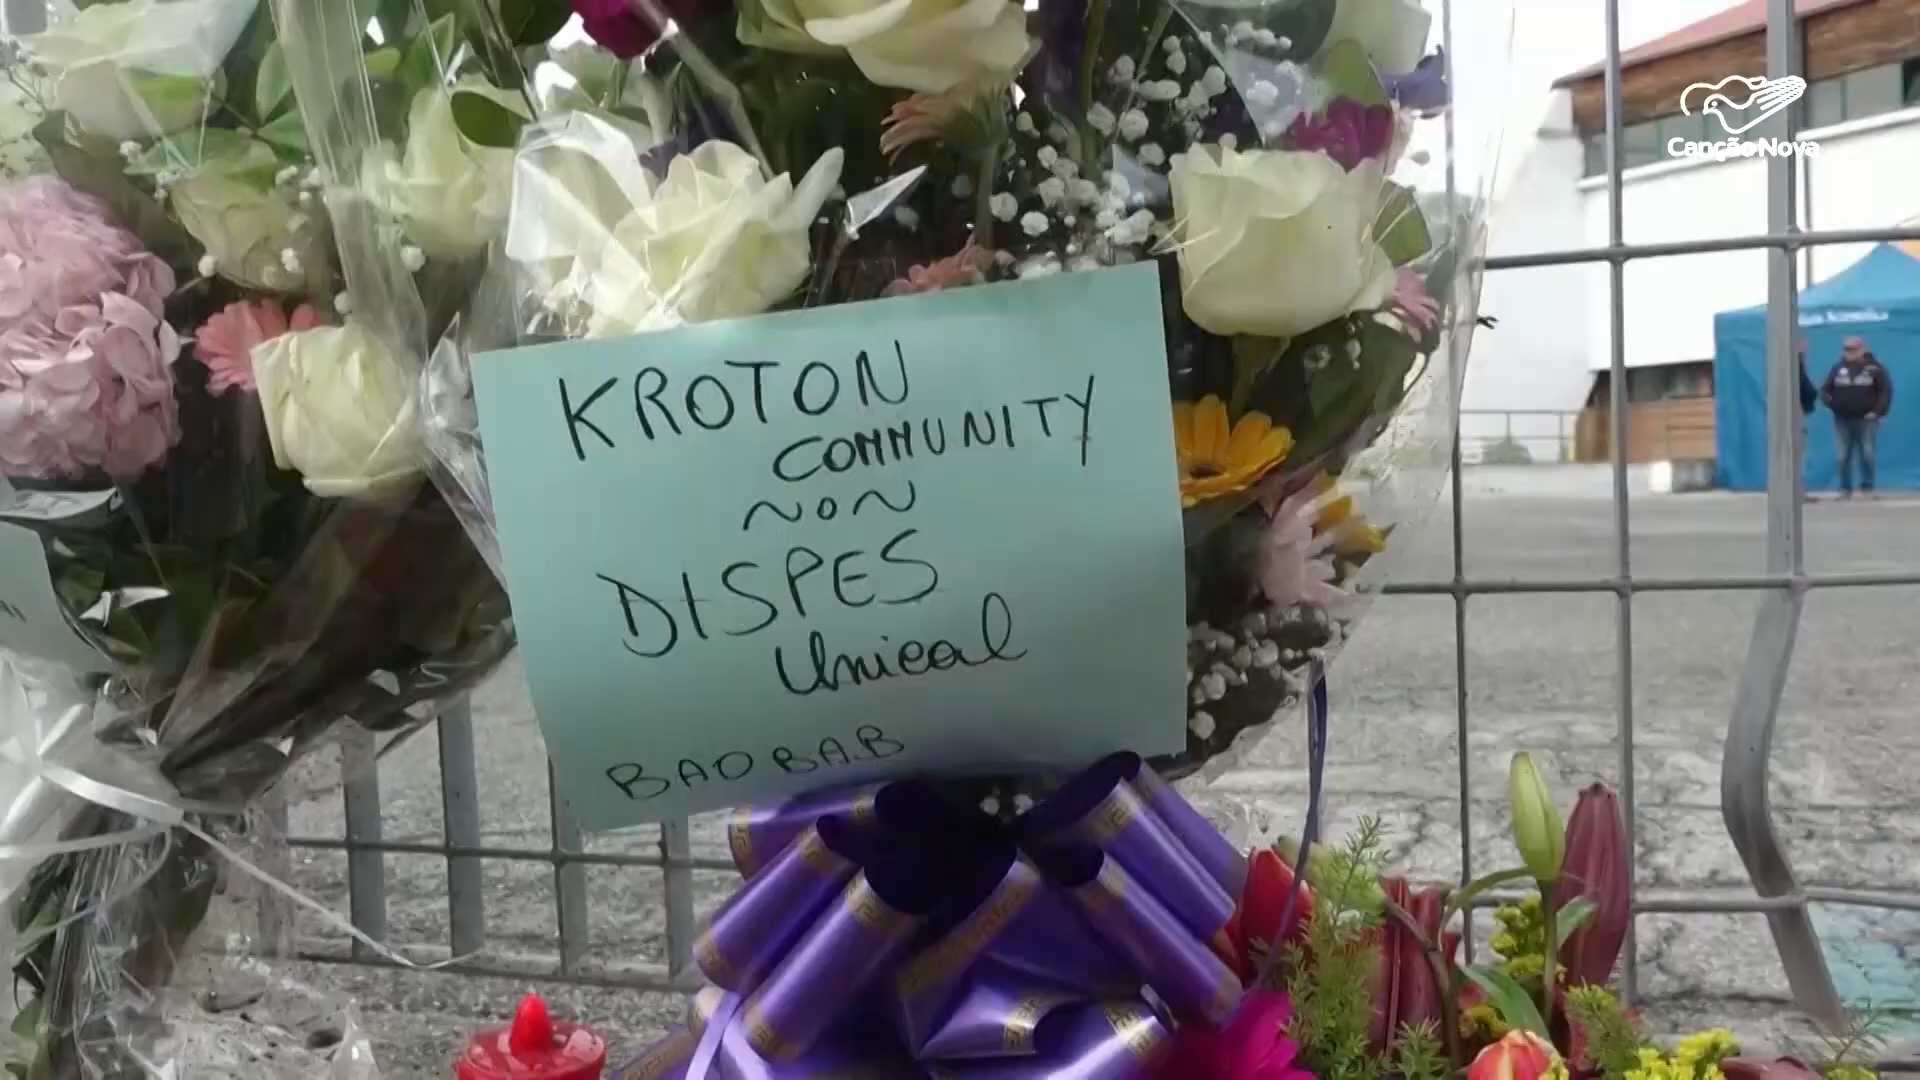 Canção Nova
KROTON
COMMUNITY
NON
DISPES
Unical
BAOBAB